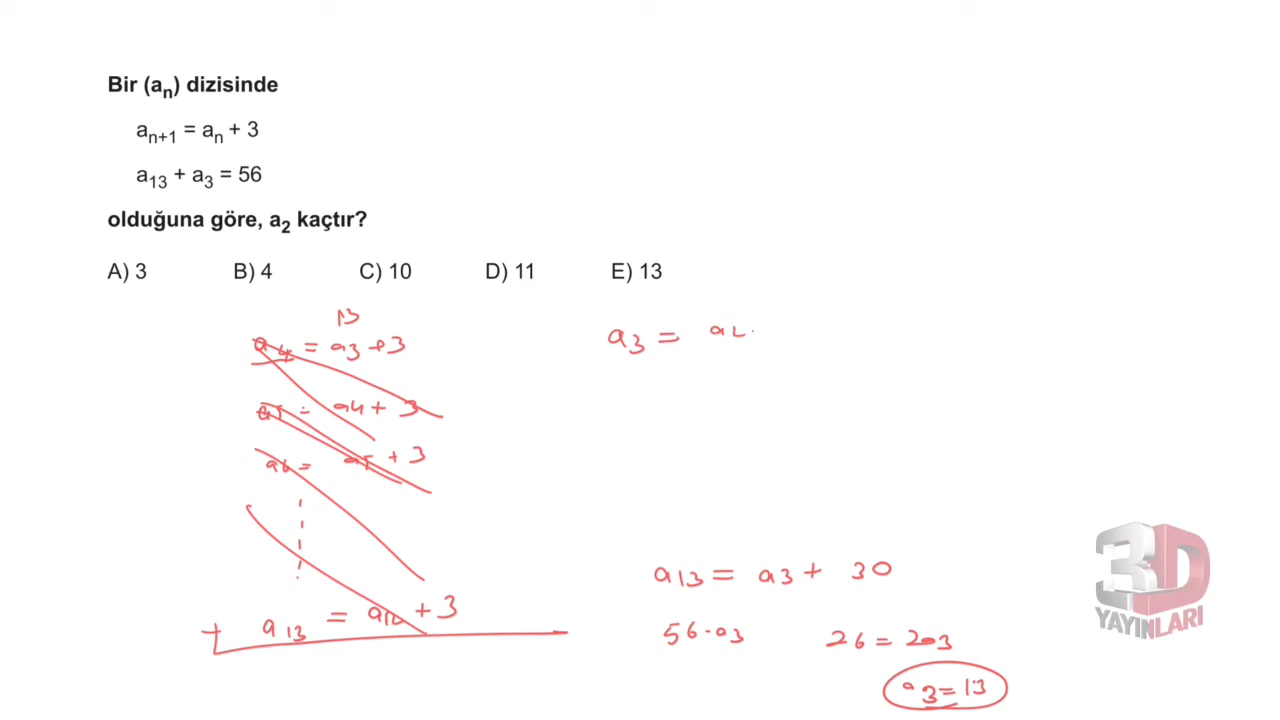 Bir (aₙ) dizisinde
aₙ₊₁ = aₙ + 3
a₁₃ + a₃ = 56
olduğuna göre, a₂ kaçtır?
A) 3 B) 4 C) 10 D) 11 E) 13
13
a₄ = a₃ + 3
a₅ = a₄ + 3
a₆ = a₅ + 3
a₁₃ = a₁₂ + 3
a₃ = a₂
a₁₃ = a₃ + 30
56 - a₃ 26 = 2a₃
a₃ = 13
3D
YAYINLARI